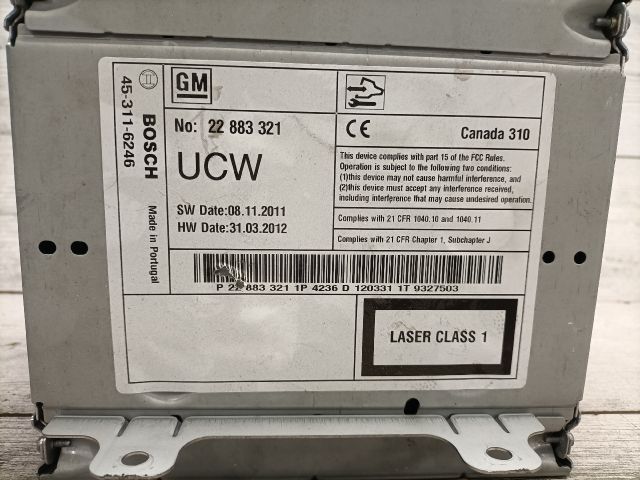 GM
No: 22 883 321
UCW
SW Date:08.11.2011
HW Date:31.03.2012
CE
Canada 310
This device complies with part 15 of the FCC Rules.
Operation is subject to the following two conditions:
(1)this device may not cause harmful interference, and
(2)this device must accept any interference received,
including interference that may cause undesired operation.
Complies with 21 CFR 1040.10 and 1040.11
Complies with 21 CFR Chapter 1, Subchapter J
P 22 883 321 1P 4236 D 120331 1T 9327503
LASER CLASS 1
BOSCH Made in Portugal
45-311-6246